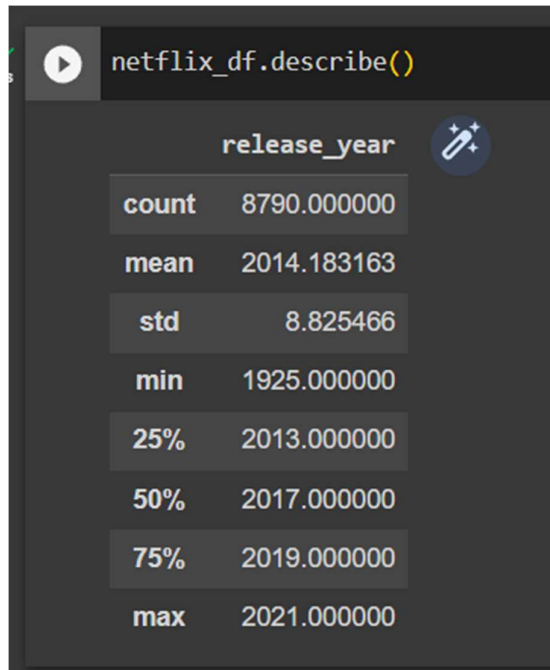 netflix_df.describe()
release_year
count 8790.000000
mean 2014.183163
std 8.825466
min 1925.000000
25% 2013.000000
50% 2017.000000
75% 2019.000000
max 2021.000000